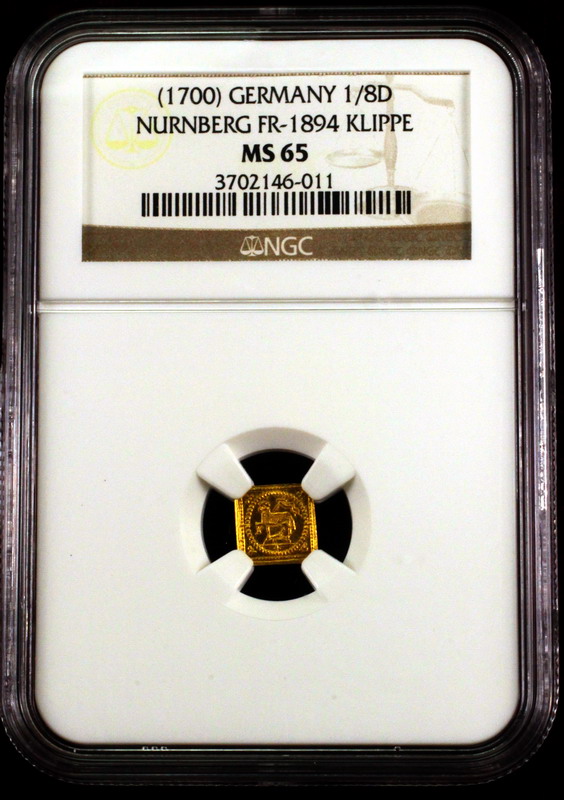 (1700) GERMANY 1/8D
NURNBERG FR-1894 KLIPPE
MS 65
3702146-011
NGC